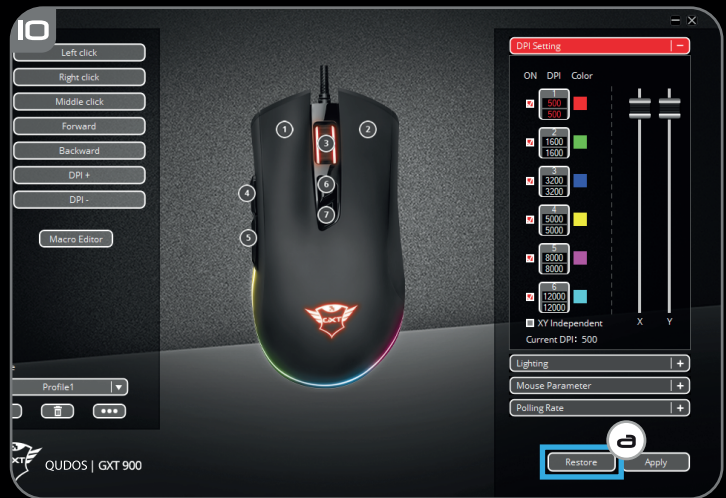 10
Left click
Right click
Middle click
Forward
Backward
DPI +
DPI -
Macro Editor
Profile1
QUDOS | GXT 900
1
2
3
4
5
6
7
GXT
DPI Setting
ON DPI Color
1
500
500
2
1600
1600
3
3200
3200
4
5000
5000
5
8000
8000
6
12000
12000
X Y
XY Independent
Current DPI: 500
Lighting
Mouse Parameter
Polling Rate
a
Restore
Apply